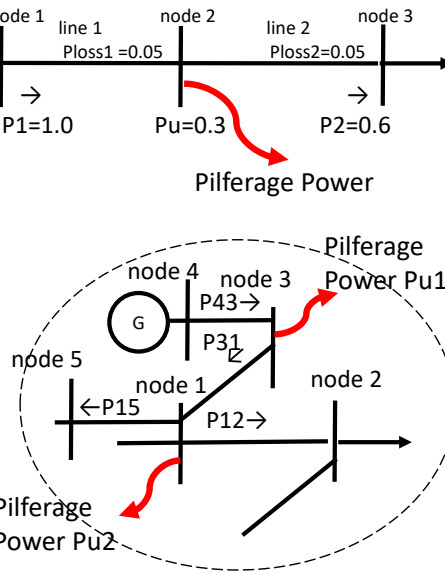 node 1
node 2
node 3
line 1
line 2
Ploss1 =0.05
Ploss2=0.05
→
→
P1=1.0
Pu=0.3
P2=0.6
Pilferage Power
Pilferage
Power Pu1
node 4
node 3
P43→
G
P31
↙
node 5
node 1
node 2
←P15
P12→
Pilferage
Power Pu2